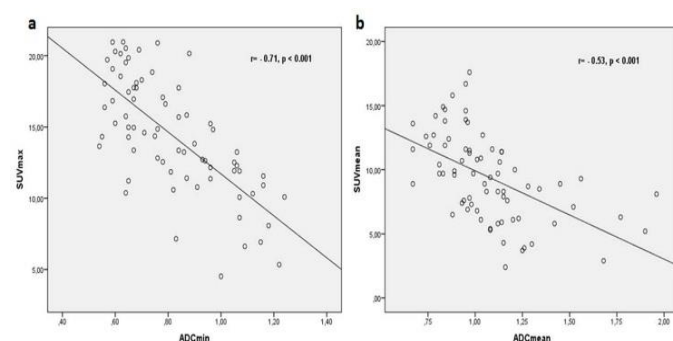 a
r= - 0.71, p < 0.001
SUVmax
20,00
15,00
10,00
5,00
,40
,60
,80
1,00
1,20
1,40
ADCmin
b
r= - 0.53, p < 0.001
SUVmean
20,00
15,00
10,00
5,00
,00
,75
1,00
1,25
1,50
1,75
2,00
ADCmean